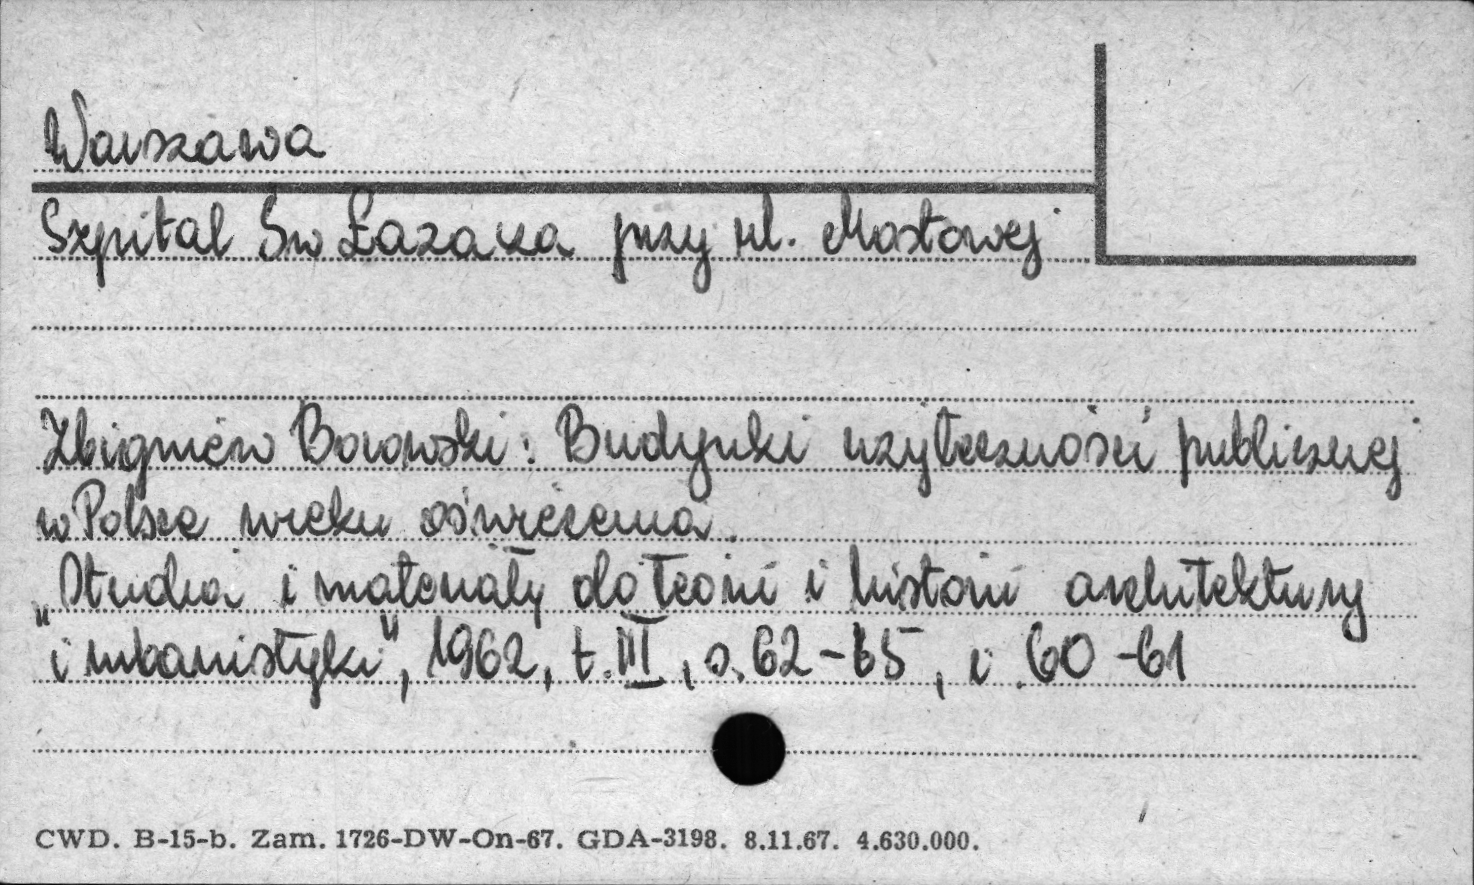 Warszawa
Szpital Św Łazarza przy ul. Mostowej
Zbigniew Borowski: Budynki użyteczności publicznej
w Polsce wieku oświecenia.
„Studia i materiały do teorii i historii architektury
i urbanistyki", 1962, t. III, s. 62-65, i 60-61
CWD. B-15-b. Zam. 1726-DW-On-67. GDA-3198. 8.11.67. 4.630.000.